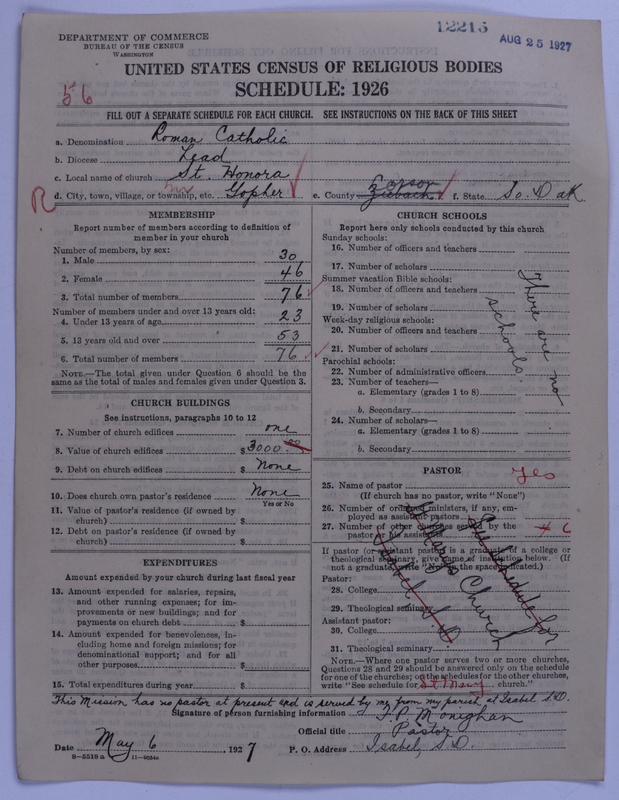 12215
AUG 25 1927
DEPARTMENT OF COMMERCE
BUREAU OF THE CENSUS
WASHINGTON
UNITED STATES CENSUS OF RELIGIOUS BODIES
SCHEDULE: 1926
56
FILL OUT A SEPARATE SCHEDULE FOR EACH CHURCH. SEE INSTRUCTIONS ON THE BACK OF THIS SHEET
a. Denomination Roman Catholic
b. Diocese Lead
c. Local name of church St. Honora
R
d. City, town, village, or township, etc. Gopher e. County Corson Ziebach f. State So. Dak
MEMBERSHIP
Report number of members according to definition of
member in your church
Number of members, by sex:
1. Male 30
2. Female 46
3. Total number of members 76
Number of members under and over 13 years old:
4. Under 13 years of age 23
5. 13 years old and over 53
6. Total number of members 76
NOTE.—The total given under Question 6 should be the
same as the total of males and females given under Question 3.
CHURCH BUILDINGS
See instructions, paragraphs 10 to 12
7. Number of church edifices one
8. Value of church edifices $3000.00
9. Debt on church edifices $ None
10. Does church own pastor's residence None
Yes or No
11. Value of pastor's residence (if owned by
church) $
12. Debt on pastor's residence (if owned by
church) $
EXPENDITURES
Amount expended by your church during last fiscal year
13. Amount expended for salaries, repairs,
and other running expenses; for im-
provements or new buildings; and for
payments on church debt $
14. Amount expended for benevolences, in-
cluding home and foreign missions; for
denominational support; and for all
other purposes $
15. Total expenditures during year $
CHURCH SCHOOLS
Report here only schools conducted by this church
Sunday schools:
16. Number of officers and teachers
17. Number of scholars
Summer vacation Bible schools:
18. Number of officers and teachers
19. Number of scholars
Week-day religious schools:
20. Number of officers and teachers
21. Number of scholars
Parochial schools:
22. Number of administrative officers
23. Number of teachers—
a. Elementary (grades 1 to 8)
b. Secondary
24. Number of scholars—
a. Elementary (grades 1 to 8)
b. Secondary
There are no
schools.
PASTOR
yes
25. Name of pastor
(If church has no pastor, write "None")
26. Number of ordained ministers, if any, em-
ployed as assistant pastors
27. Number of other churches served by the
pastor or his assistants 6
If pastor (or assistant pastor) is a graduate of a college or
theological seminary, give name of institution below. (If
not a graduate, write "No" in the space indicated.)
Pastor:
28. College
29. Theological seminary
Assistant pastor:
30. College
31. Theological seminary
See schedule for
St Marys Church
Isabel S.D.
NOTE.—Where one pastor serves two or more churches,
Questions 28 and 29 should be answered only on the schedule
for one of the churches; on the schedules for the other churches,
write "See schedule for St Mary church."
This Mission has no pastor at present and is served by me from my parish at Isabel S.D.
Signature of person furnishing information F. P. Monighan
Official title Pastor
Date May 6 1927 P. O. Address Isabel, S.D.
8—5518a 11—9024a